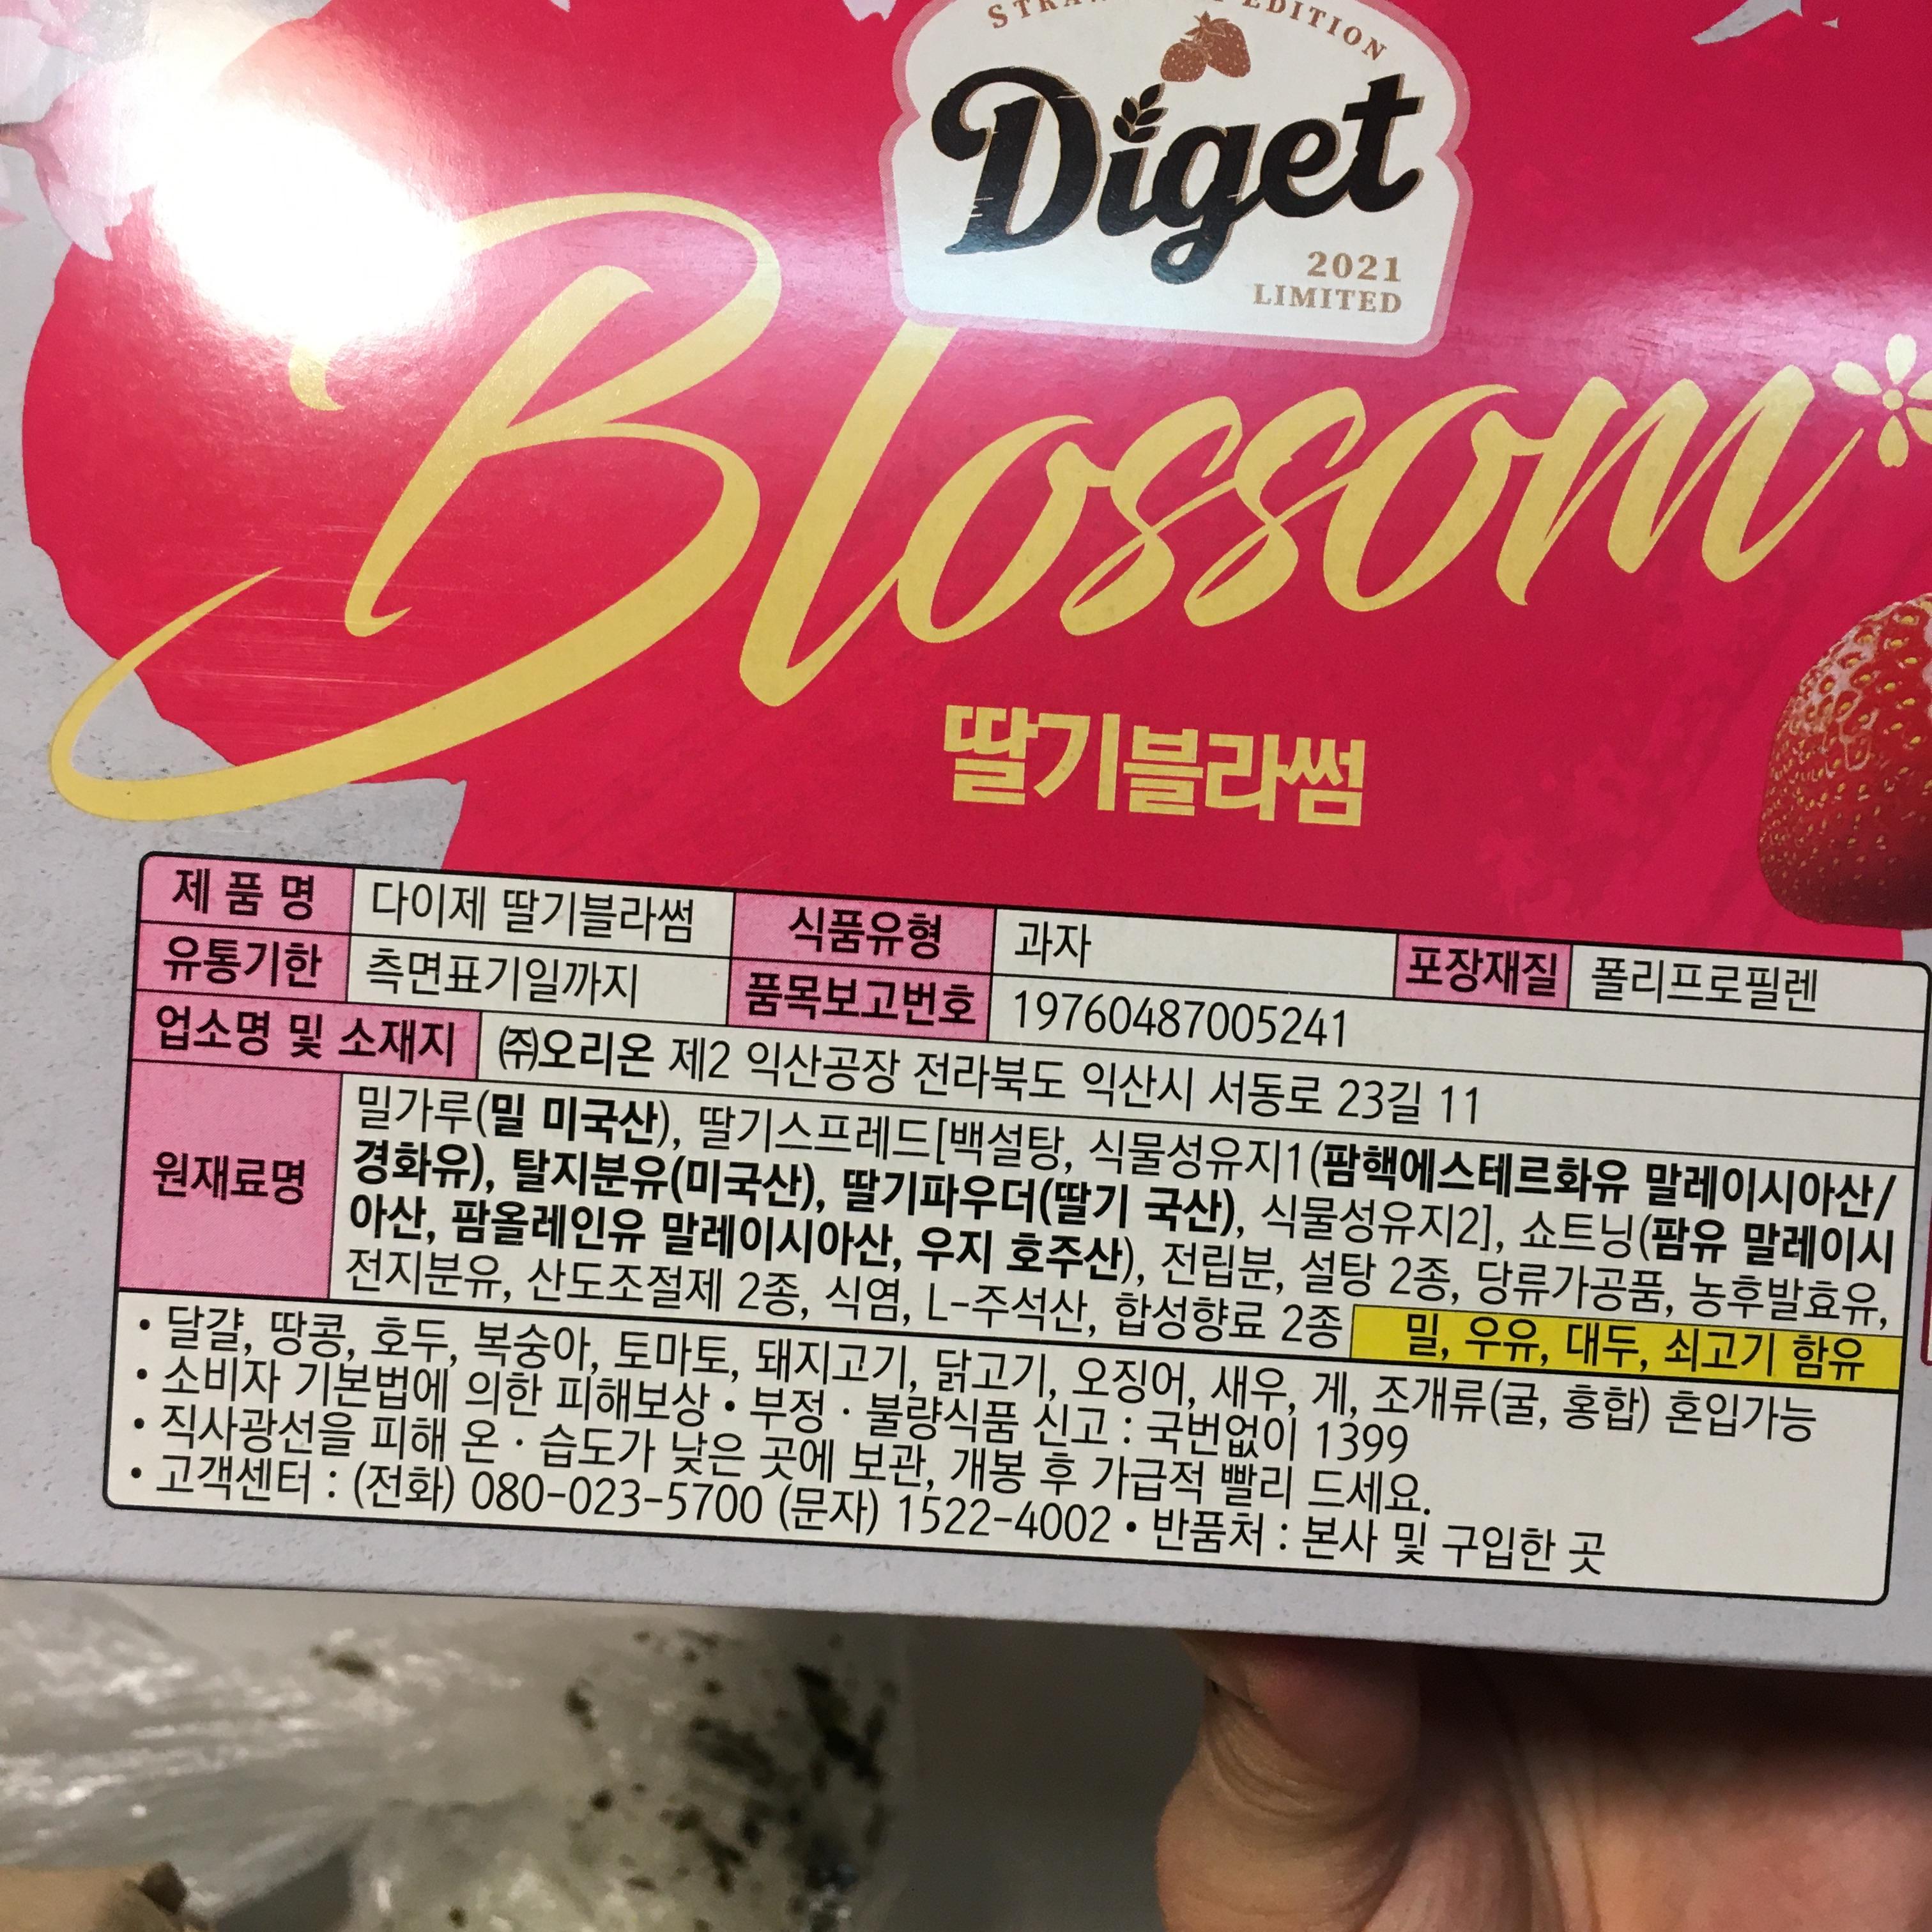 EDITION
Diget
2021
LIMITED
Blossom
딸기블라썸
제 품 명 다이제 딸기블라썸 식품유형 과자 포장재질 폴리프로필렌
유통기한 측면표기일까지 품목보고번호 19760487005241
업소명 및 소재지 ㈜오리온 제2 익산공장 전라북도 익산시 서동로 23길 11
원재료명
밀가루(밀 미국산), 딸기스프레드[백설탕, 식물성유지1(팜핵에스테르화유 말레이시아산/
경화유), 탈지분유(미국산), 딸기파우더(딸기 국산), 식물성유지2], 쇼트닝(팜유 말레이시
아산, 팜올레인유 말레이시아산, 우지 호주산), 전립분, 설탕 2종, 당류가공품, 농후발효유,
전지분유, 산도조절제 2종, 식염, L-주석산, 합성향료 2종 밀, 우유, 대두, 쇠고기 함유
• 달걀, 땅콩, 호두, 복숭아, 토마토, 돼지고기, 닭고기, 오징어, 새우, 게, 조개류(굴, 홍합) 혼입가능
• 소비자 기본법에 의한 피해보상 • 부정 · 불량식품 신고 : 국번없이 1399
• 직사광선을 피해 온 · 습도가 낮은 곳에 보관, 개봉 후 가급적 빨리 드세요.
• 고객센터 : (전화) 080-023-5700 (문자) 1522-4002 • 반품처 : 본사 및 구입한 곳